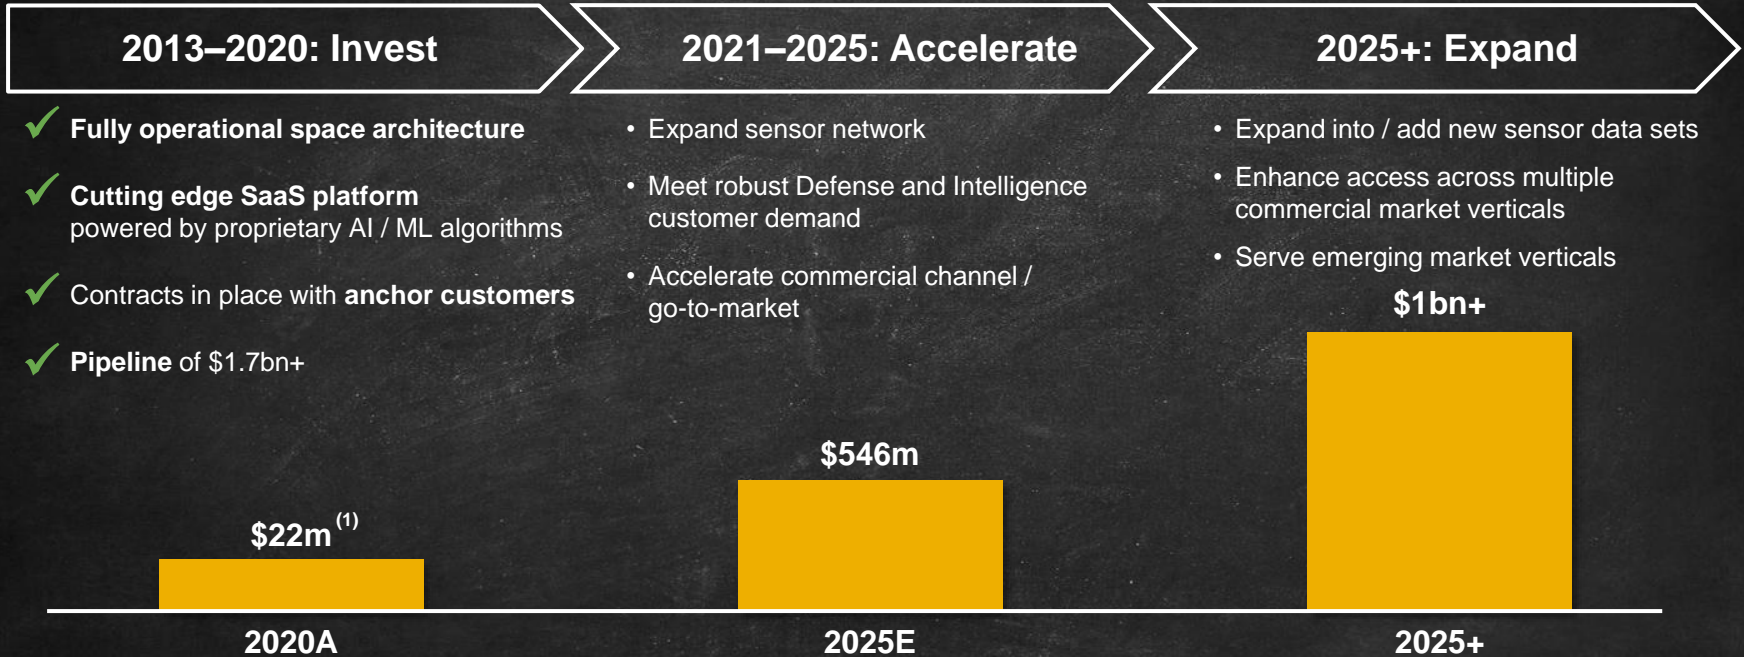 2013–2020: Invest
Fully operational space architecture
Cutting edge SaaS platform
powered by proprietary AI / ML algorithms
Contracts in place with anchor customers
Pipeline of $1.7bn+
2021–2025: Accelerate
• Expand sensor network
• Meet robust Defense and Intelligence
customer demand
• Accelerate commercial channel /
go-to-market
2025+: Expand
• Expand into / add new sensor data sets
• Enhance access across multiple
commercial market verticals
• Serve emerging market verticals
$22m (1)
$546m
$1bn+
2020A
2025E
2025+